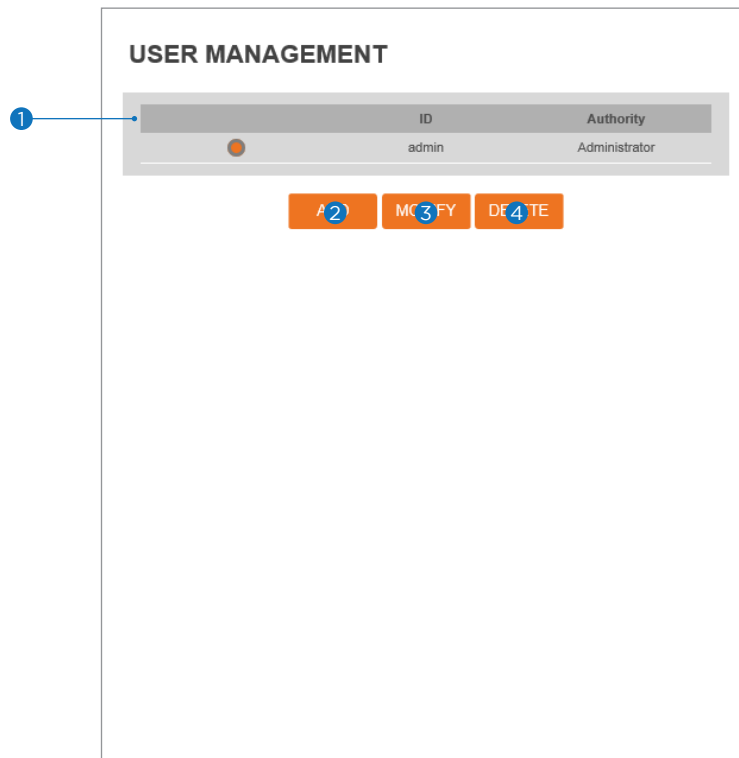 USER MANAGEMENT
1
ID Authority
admin Administrator
2 3 4